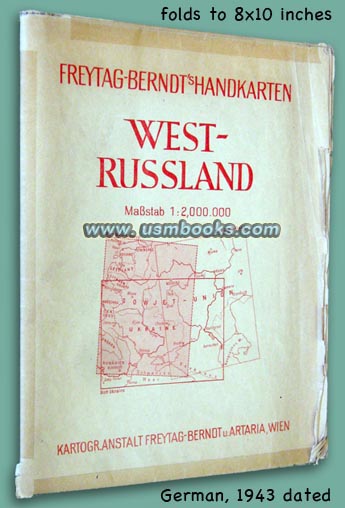 folds to 8x10 inches
FREYTAG-BERNDT'S HANDKARTEN
WEST-
RUSSLAND
Maßstab 1:2,000.000
www.usmbooks.com
SOWJET-UNION
UKRAINE
KARTOGR. ANSTALT FREYTAG-BERNDT u. ARTARIA, WIEN
German, 1943 dated